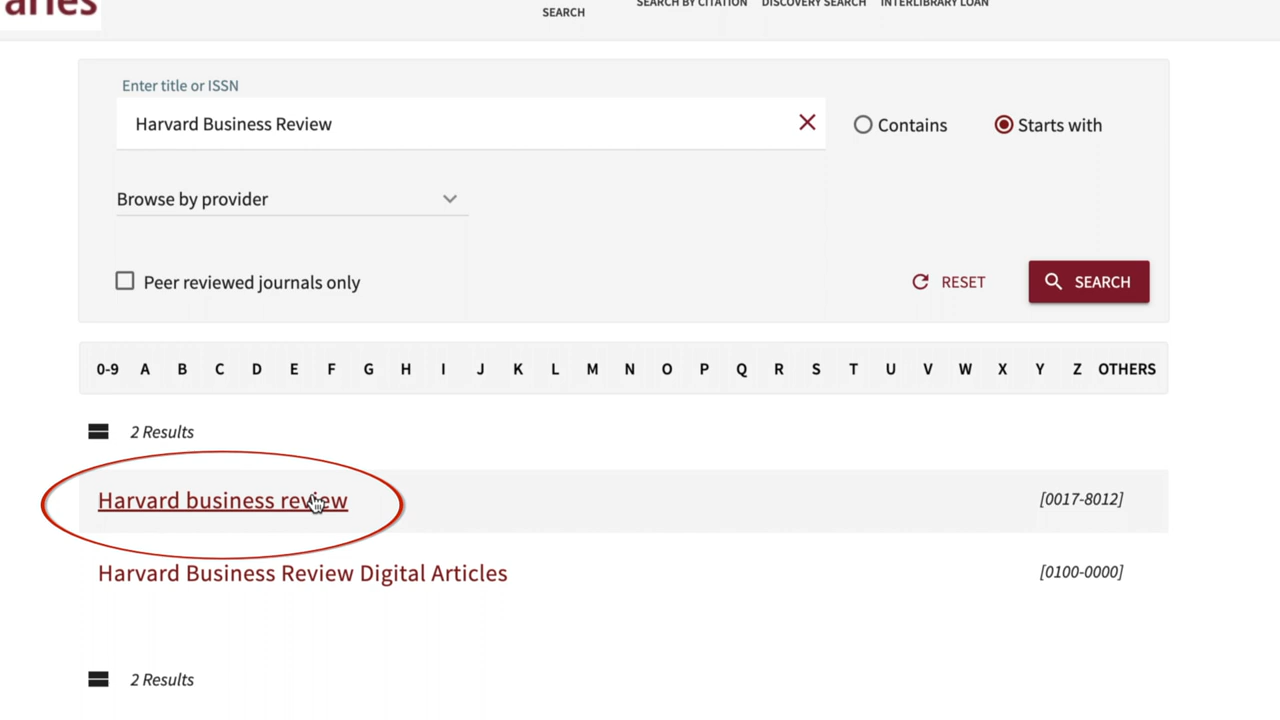 SEARCH
SEARCH BY CITATION DISCOVERY SEARCH INTERLIBRARY LOAN
Enter title or ISSN
Harvard Business Review
Contains
Starts with
Browse by provider
Peer reviewed journals only
RESET
SEARCH
0-9 A B C D E F G H I J K L M N O P Q R S T U V W X Y Z OTHERS
2 Results
Harvard business review [0017-8012]
Harvard Business Review Digital Articles [0100-0000]
2 Results